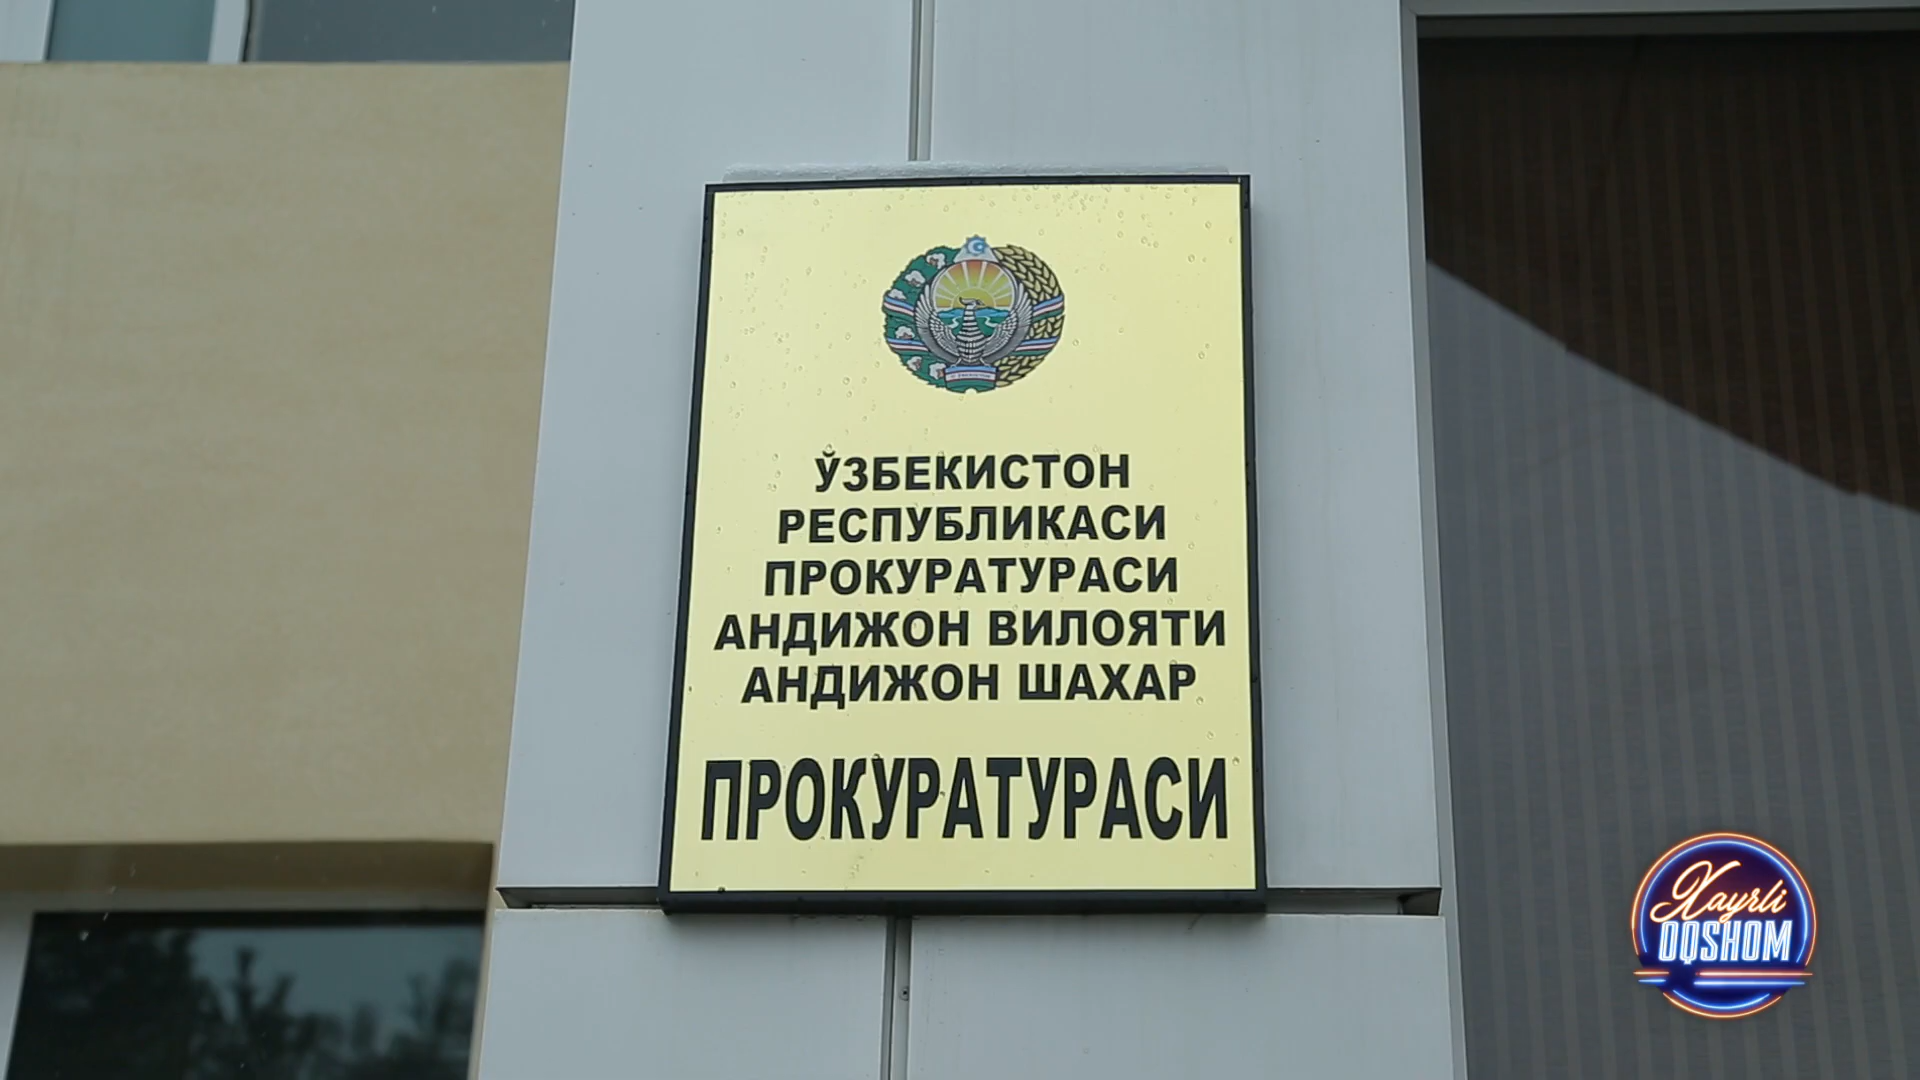 ЎЗБЕКИСТОН
РЕСПУБЛИКАСИ
ПРОКУРАТУРАСИ
АНДИЖОН ВИЛОЯТИ
АНДИЖОН ШАХАР
ПРОКУРАТУРАСИ
Xayrli
OQSHOM